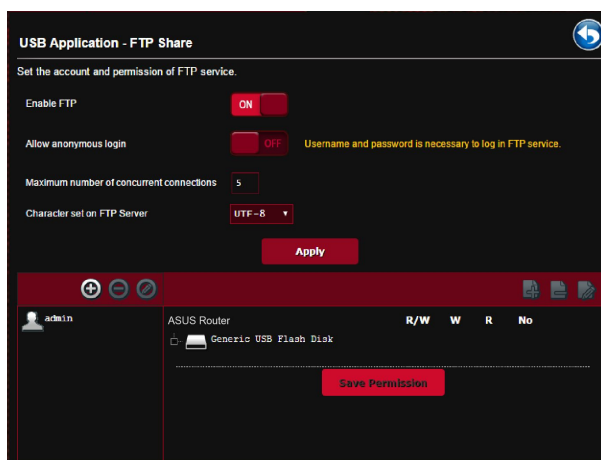 USB Application - FTP Share
Set the account and permission of FTP service.
Enable FTP
ON
Allow anonymous login
OFF
Username and password is necessary to log in FTP service.
Maximum number of concurrent connections
5
Character set on FTP Server
UTF-8
Apply
admin
ASUS Router
R/W W R No
Generic USB Flash Disk
Save Permission